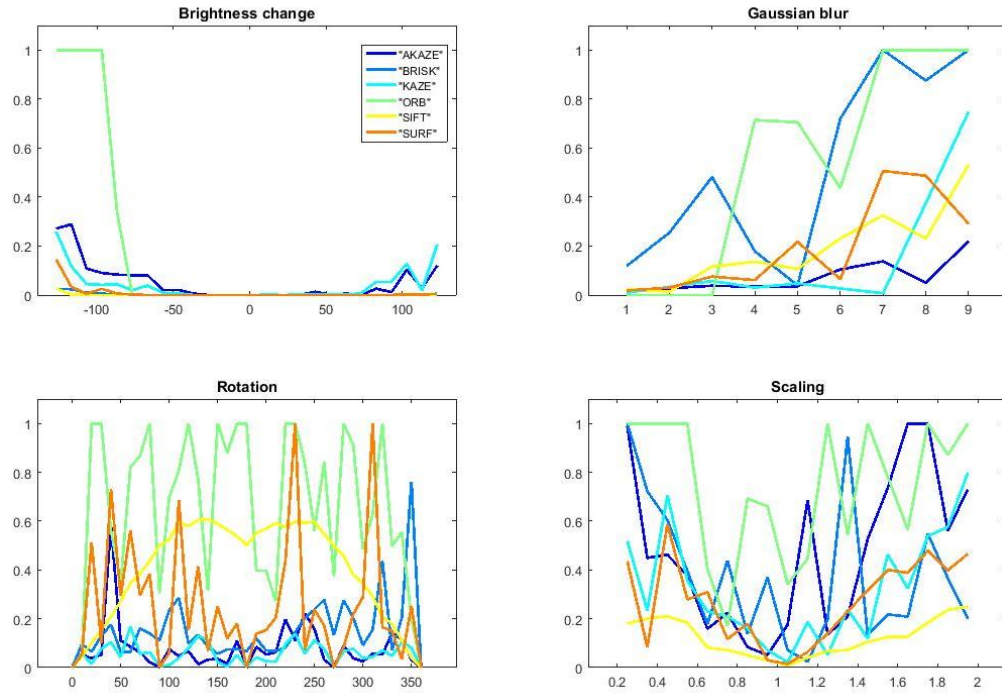 Brightness change
1
0.8
0.6
0.4
0.2
0
-100 -50 0 50 100
"AKAZE"
"BRISK"
"KAZE"
"ORB"
"SIFT"
"SURF"
Gaussian blur
1
0.8
0.6
0.4
0.2
0
1 2 3 4 5 6 7 8 9
Rotation
1
0.8
0.6
0.4
0.2
0
0 50 100 150 200 250 300 350
Scaling
1
0.8
0.6
0.4
0.2
0
0.2 0.4 0.6 0.8 1 1.2 1.4 1.6 1.8 2